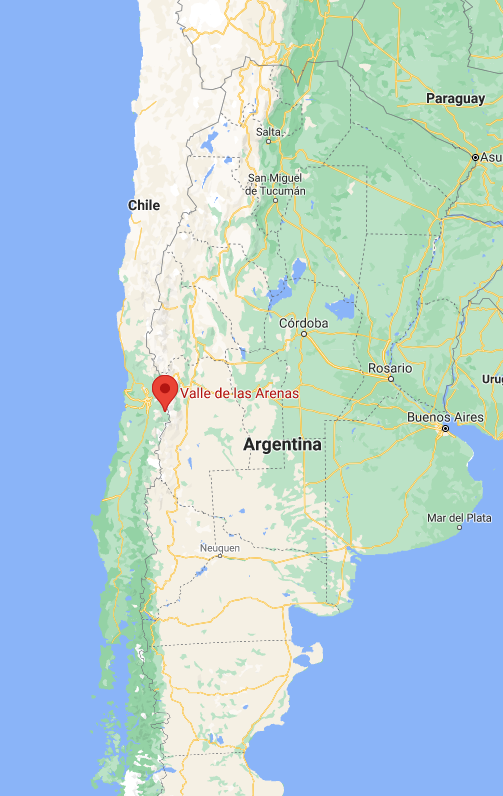 Paraguay
Salta
Asu
San Miguel
de Tucumán
Chile
Córdoba
Rosario
Uru
Valle de las Arenas
Buenos Aires
Argentina
Mar del Plata
Neuquen